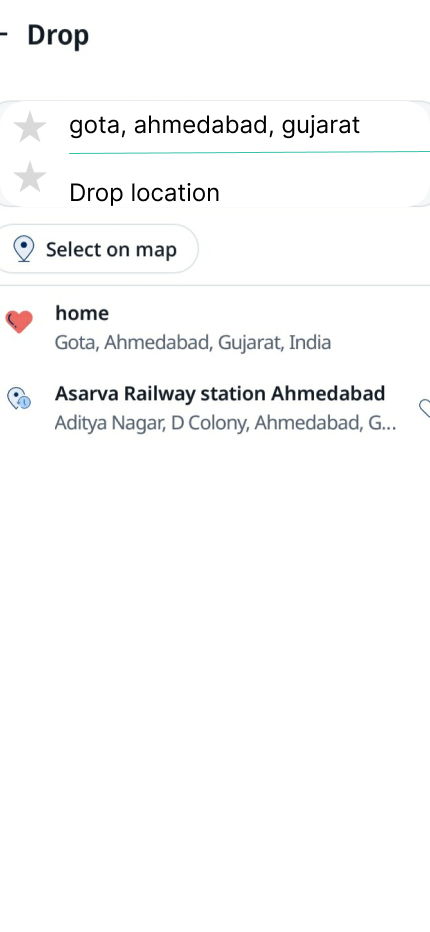 Drop
gota, ahmedabad, gujarat
Drop location
Select on map
home
Gota, Ahmedabad, Gujarat, India
Asarva Railway station Ahmedabad
Aditya Nagar, D Colony, Ahmedabad, G...